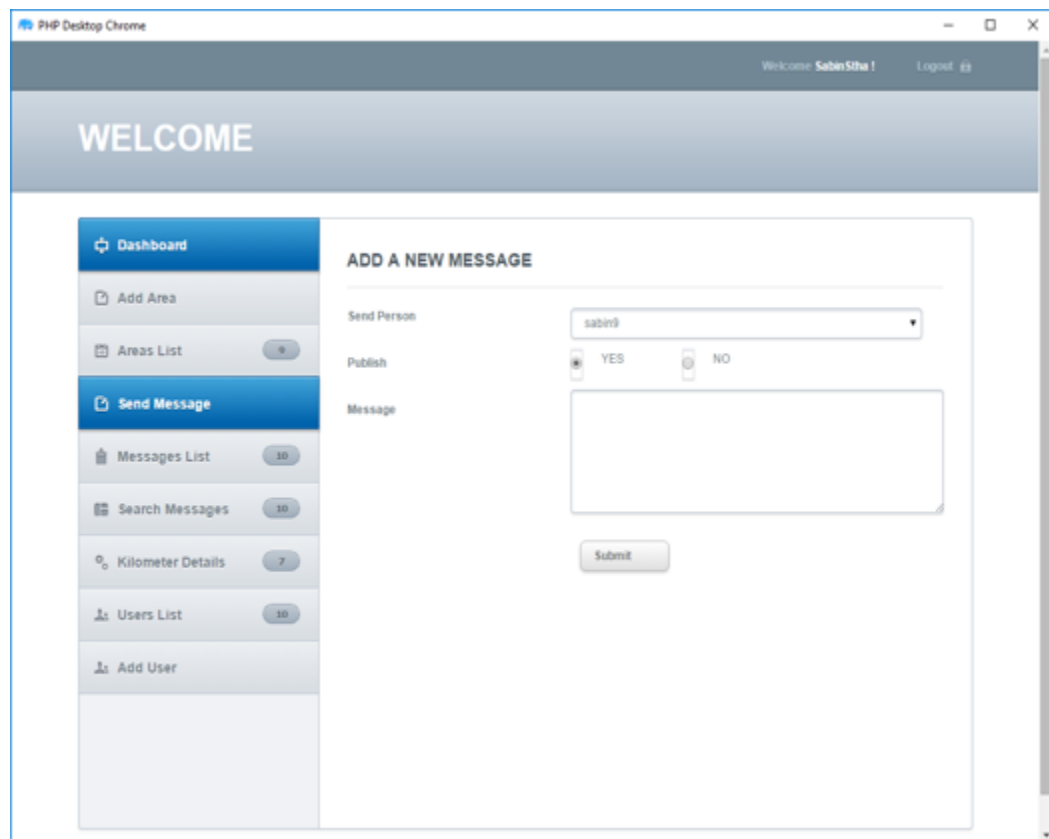 PHP Desktop Chrome
Welcome SabinStha !
Logout
WELCOME
Dashboard
Add Area
Areas List 9
Send Message
Messages List 10
Search Messages 10
Kilometer Details 7
Users List 10
Add User
ADD A NEW MESSAGE
Send Person sabin9
Publish YES NO
Message
Submit